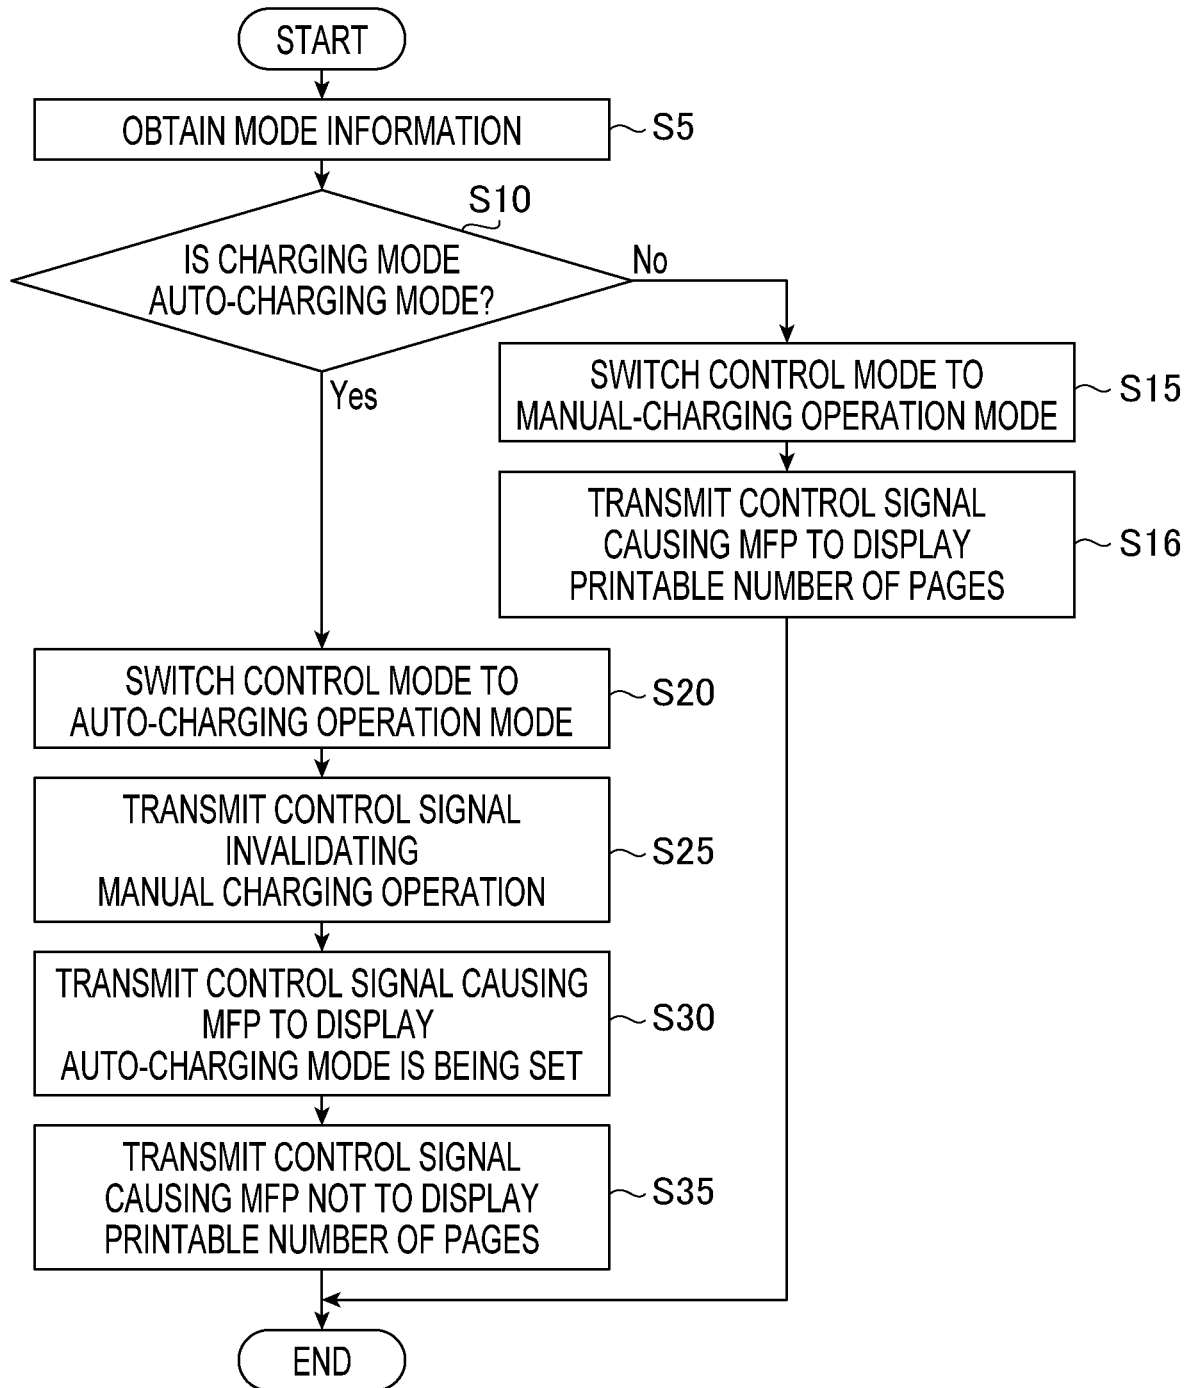 START
OBTAIN MODE INFORMATION
S5
S10
IS CHARGING MODE
AUTO-CHARGING MODE?
No
Yes
SWITCH CONTROL MODE TO
MANUAL-CHARGING OPERATION MODE
S15
TRANSMIT CONTROL SIGNAL
CAUSING MFP TO DISPLAY
PRINTABLE NUMBER OF PAGES
S16
SWITCH CONTROL MODE TO
AUTO-CHARGING OPERATION MODE
S20
TRANSMIT CONTROL SIGNAL
INVALIDATING
MANUAL CHARGING OPERATION
S25
TRANSMIT CONTROL SIGNAL CAUSING
MFP TO DISPLAY
AUTO-CHARGING MODE IS BEING SET
S30
TRANSMIT CONTROL SIGNAL
CAUSING MFP NOT TO DISPLAY
PRINTABLE NUMBER OF PAGES
S35
END